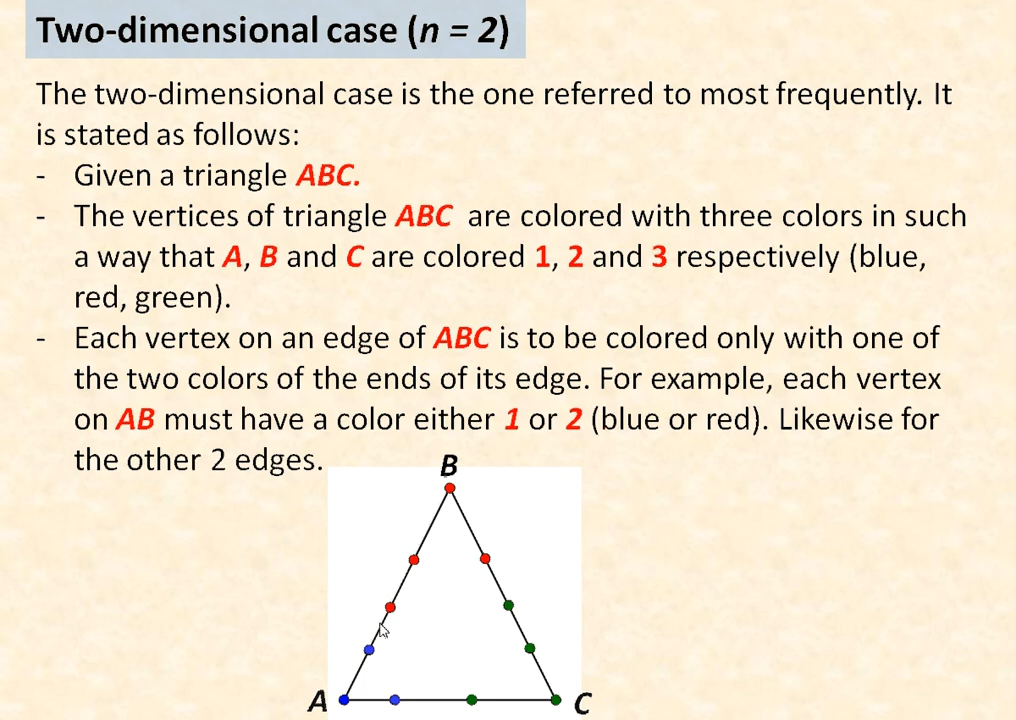 Two-dimensional case (n = 2)
The two-dimensional case is the one referred to most frequently. It
is stated as follows:
- Given a triangle ABC.
- The vertices of triangle ABC are colored with three colors in such
a way that A, B and C are colored 1, 2 and 3 respectively (blue,
red, green).
- Each vertex on an edge of ABC is to be colored only with one of
the two colors of the ends of its edge. For example, each vertex
on AB must have a color either 1 or 2 (blue or red). Likewise for
the other 2 edges.
B
A
C